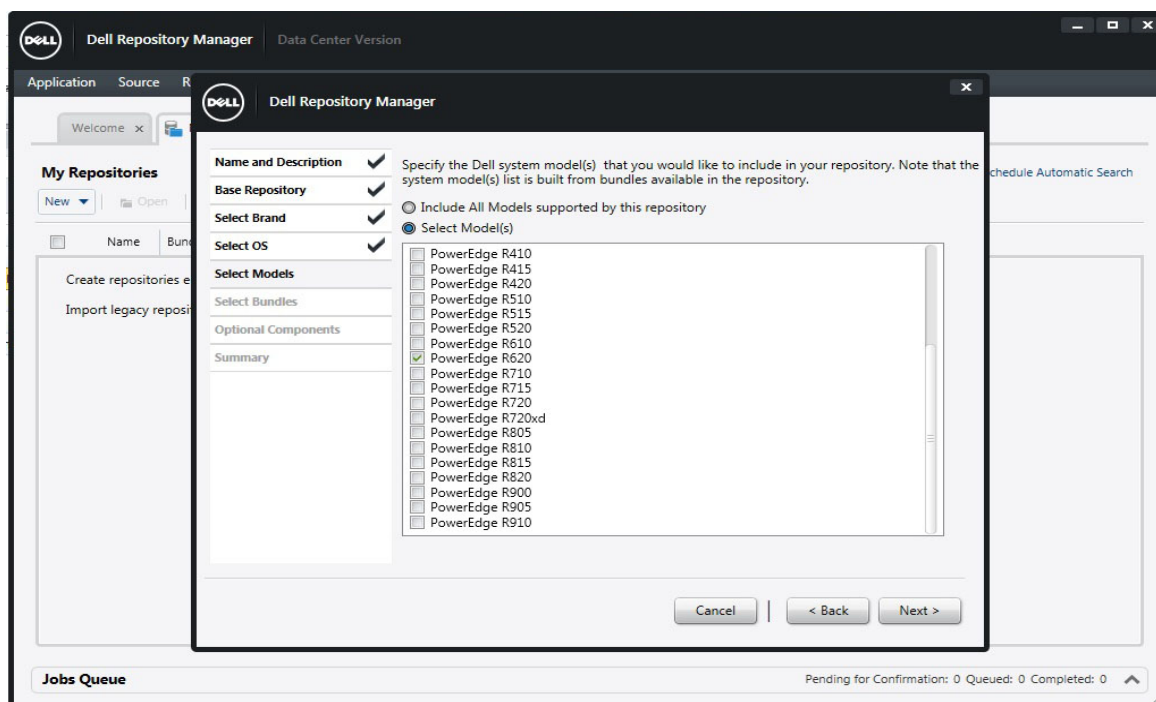 DELL
Dell Repository Manager | Data Center Version
Application Source R
Welcome x
My Repositories
chedule Automatic Search
New Open
Name Bund
Create repositories e
Import legacy reposit
DELL
Dell Repository Manager
Name and Description
Base Repository
Select Brand
Select OS
Select Models
Select Bundles
Optional Components
Summary
Specify the Dell system model(s) that you would like to include in your repository. Note that the
system model(s) list is built from bundles available in the repository.
Include All Models supported by this repository
Select Model(s)
PowerEdge R410
PowerEdge R415
PowerEdge R420
PowerEdge R510
PowerEdge R515
PowerEdge R520
PowerEdge R610
PowerEdge R620
PowerEdge R710
PowerEdge R715
PowerEdge R720
PowerEdge R720xd
PowerEdge R805
PowerEdge R810
PowerEdge R815
PowerEdge R820
PowerEdge R900
PowerEdge R905
PowerEdge R910
Cancel | < Back Next >
Jobs Queue
Pending for Confirmation: 0 Queued: 0 Completed: 0